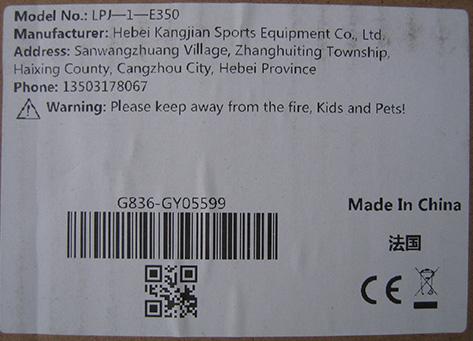 Model No.: LPJ—1—E350
Manufacturer: Hebei Kangjian Sports Equipment Co., Ltd.
Address: Sanwangzhuang Village, Zhanghuiting Township,
Haixing County, Cangzhou City, Hebei Province
Phone: 13503178067
Warning: Please keep away from the fire, Kids and Pets!
G836-GY05599
Made In China
法国
CE